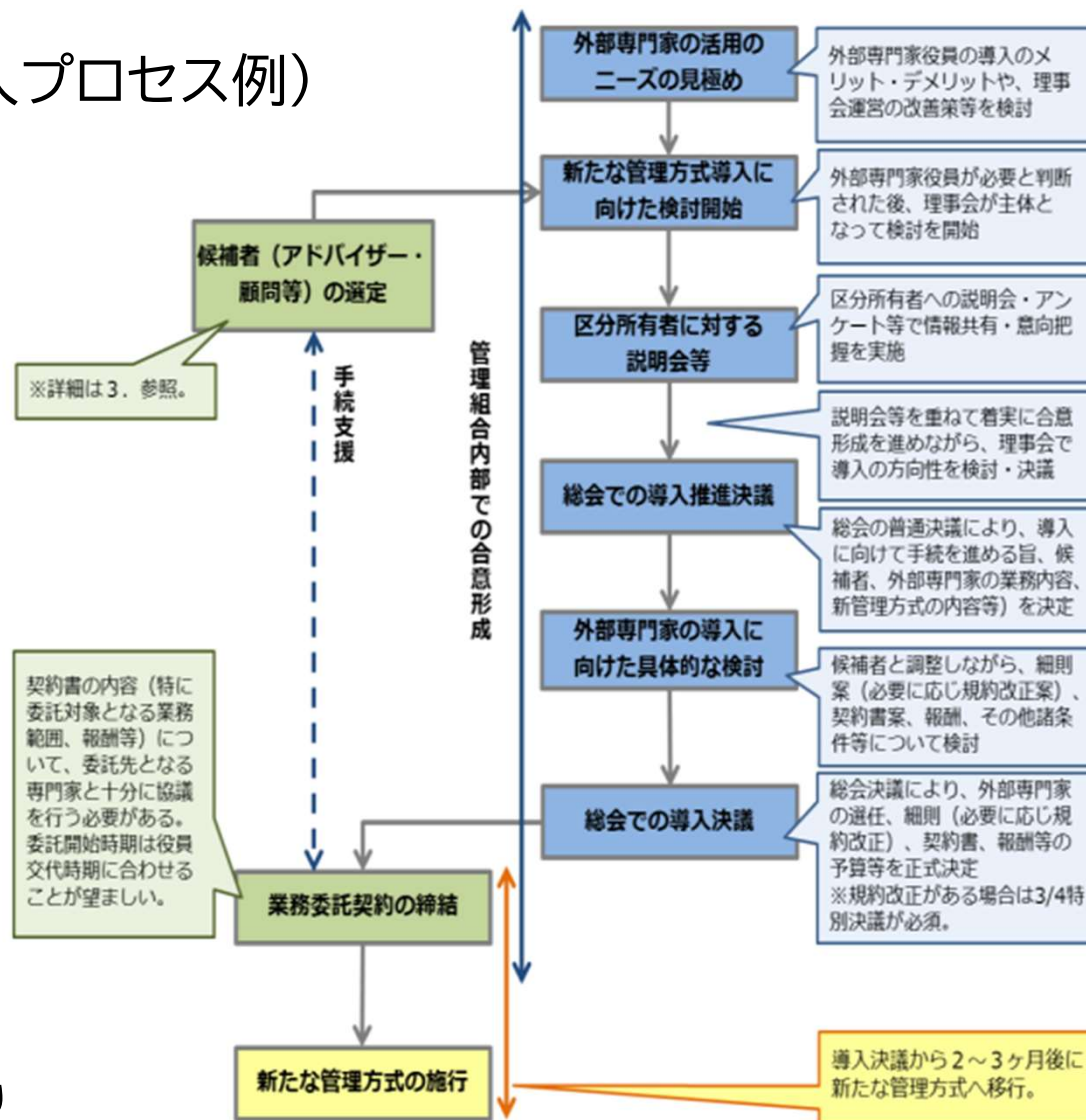 入プロセス例）
外部専門家の活用の
ニーズの見極め
外部専門家役員の導入のメ
リット・デメリットや、理事
会運営の改善策等を検討
新たな管理方式導入に
向けた検討開始
外部専門家役員が必要と判断
された後、理事会が主体と
なって検討を開始
候補者（アドバイザー・
顧問等）の選定
※詳細は３．参照。
区分所有者に対する
説明会等
区分所有者への説明会・アン
ケート等で情報共有・意向把
握を実施
手続支援
管理組合内部での合意形成
説明会等を重ねて着実に合意
形成を進めながら、理事会で
導入の方向性を検討・決議
総会での導入推進決議
総会の普通決議により、導入
に向けて手続を進める旨、候
補者、外部専門家の業務内容、
新管理方式の内容等）を決定
外部専門家の導入に
向けた具体的な検討
候補者と調整しながら、細則
案（必要に応じ規約改正案）、
契約書案、報酬、その他諸条
件等について検討
契約書の内容（特に
委託対象となる業務
範囲、報酬等）につ
いて、委託先となる
専門家と十分に協議
を行う必要がある。
委託開始時期は役員
交代時期に合わせる
ことが望ましい。
総会での導入決議
総会決議により、外部専門家
の選任、細則（必要に応じ規
約改正）、契約書、報酬等の
予算等を正式決定
※規約改正がある場合は3/4特
別決議が必須。
業務委託契約の締結
新たな管理方式の施行
導入決議から２～３ヶ月後に
新たな管理方式へ移行。